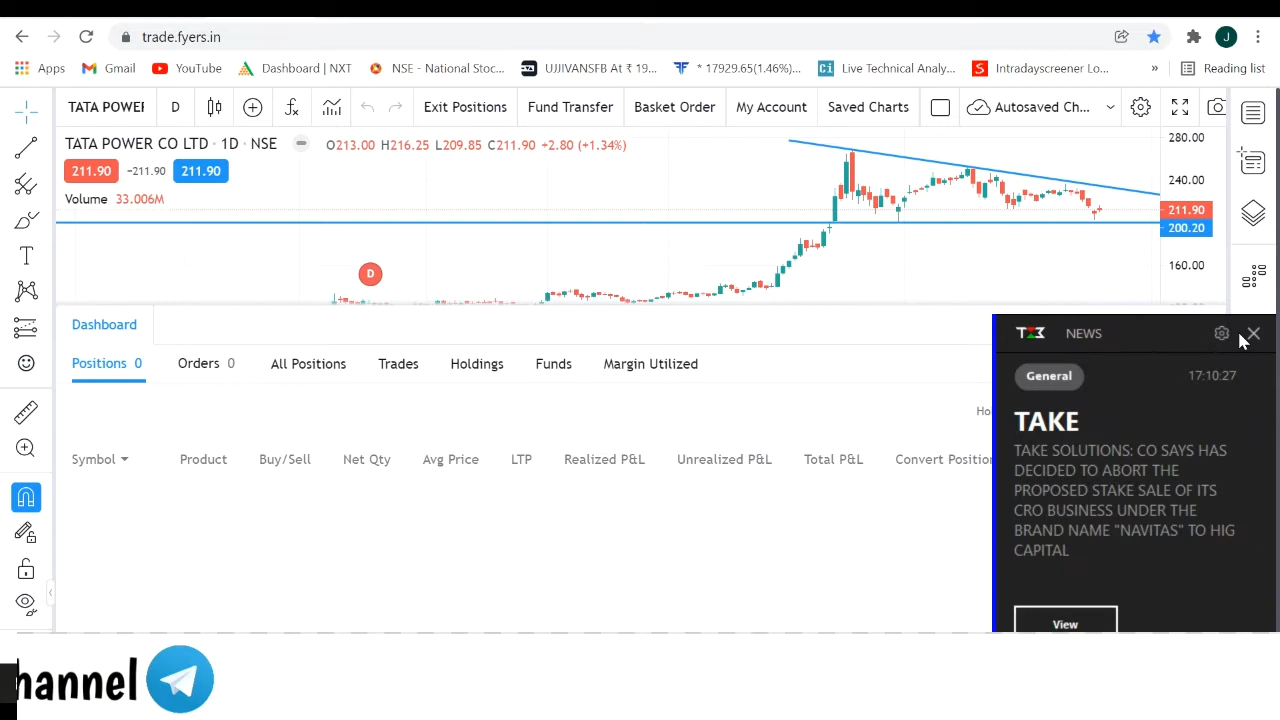 trade.fyers.in
J
Apps Gmail YouTube Dashboard | NXT NSE - National Stoc... UJJIVANSFB At ₹ 19... * 17929.65(1.46%)... Ci Live Technical Analy... S Intradayscreener Lo... » Reading list
TATA POWER D Exit Positions Fund Transfer Basket Order My Account Saved Charts Autosaved Ch...
TATA POWER CO LTD · 1D · NSE O213.00 H216.25 L209.85 C211.90 +2.80 (+1.34%)
211.90 −211.90 211.90
Volume 33.006M
280.00
240.00
211.90
200.20
160.00
D
Dashboard
Positions 0 Orders 0 All Positions Trades Holdings Funds Margin Utilized
Symbol Product Buy/Sell Net Qty Avg Price LTP Realized P&L Unrealized P&L Total P&L Convert Position
NEWS
General 17:10:27
TAKE
TAKE SOLUTIONS: CO SAYS HAS
DECIDED TO ABORT THE
PROPOSED STAKE SALE OF ITS
CRO BUSINESS UNDER THE
BRAND NAME "NAVITAS" TO HIG
CAPITAL
View
hannel